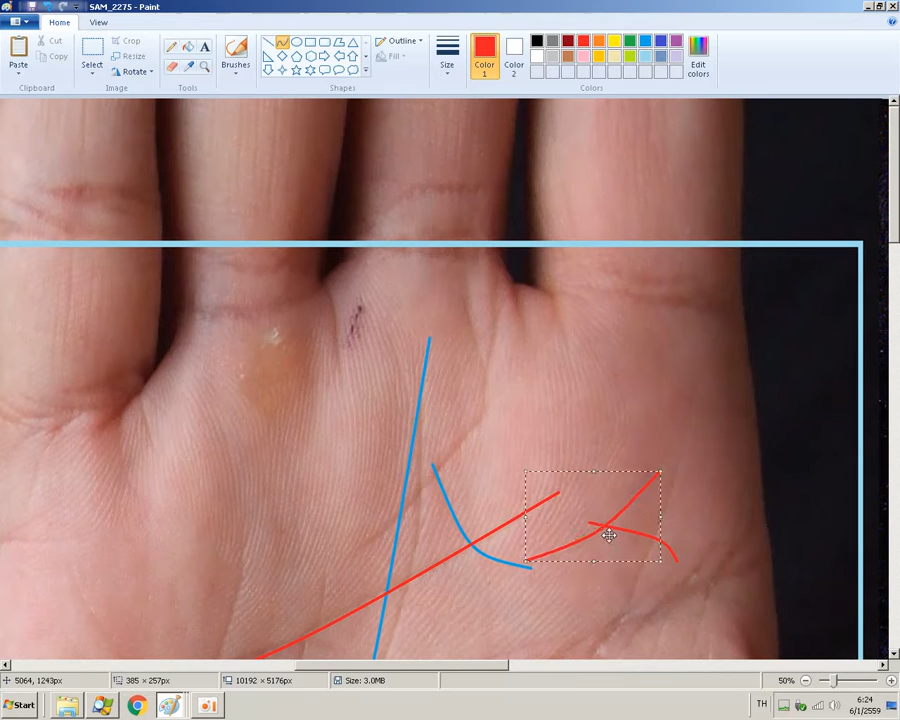 SAM_2275 - Paint
Home
View
Paste
Cut
Copy
Clipboard
Select
Crop
Resize
Rotate
Image
A
Tools
Brushes
Outline
Fill
Shapes
Size
Color
1
Color
2
Edit
colors
Colors
5064, 1243px
385 × 257px
10192 × 5176px
Size: 3.0MB
50%
Start
TH
6:24
6/1/2559